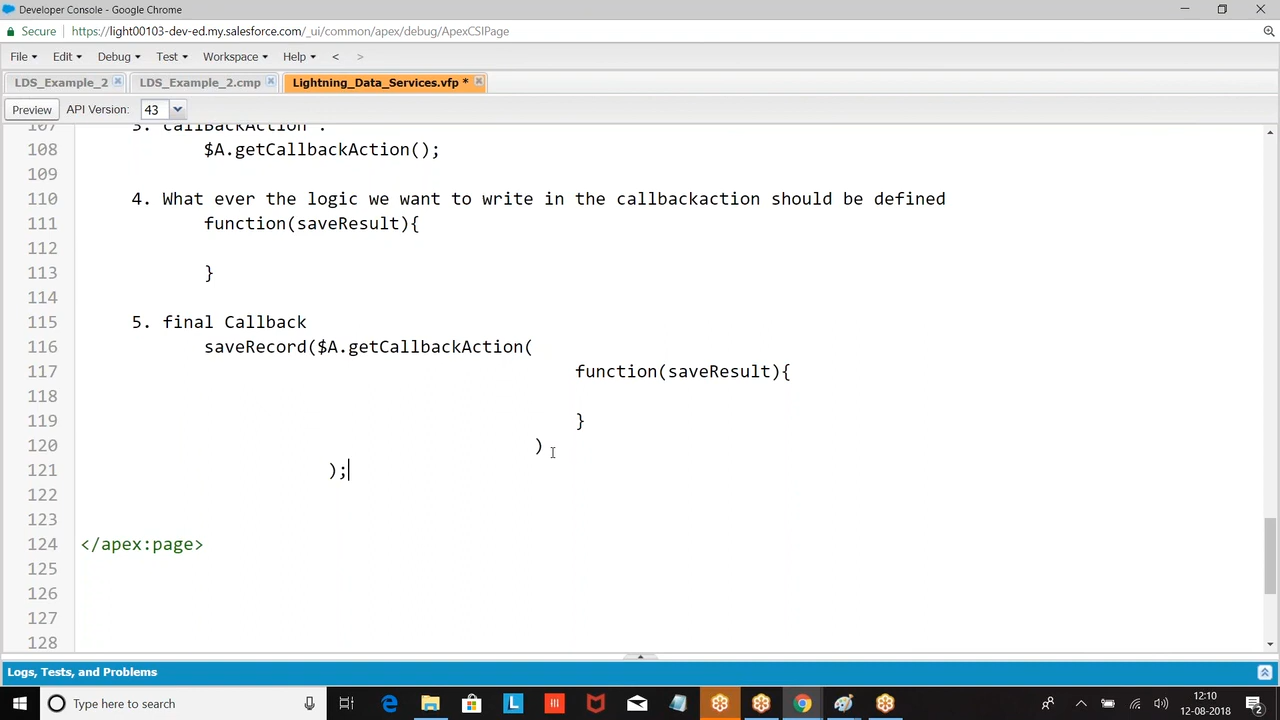 Developer Console - Google Chrome
Secure https://light00103-dev-ed.my.salesforce.com/_ui/common/apex/debug/ApexCSIPage
File Edit Debug Test Workspace Help < >
LDS_Example_2 LDS_Example_2.cmp Lightning_Data_Services.vfp *
Preview API Version: 43
107 3. callBackAction :
108 $A.getCallbackAction();
109
110 4. What ever the logic we want to write in the callbackaction should be defined
111 function(saveResult){
112
113 }
114
115 5. final Callback
116 saveRecord($A.getCallbackAction(
117 function(saveResult){
118
119 }
120 )
121 );
122
123
124 </apex:page>
125
126
127
128
Logs, Tests, and Problems
Type here to search
12:10
12-08-2018
2